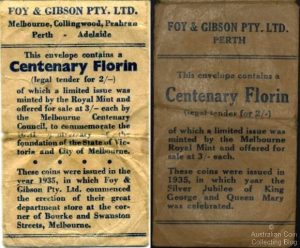 FOY & GIBSON PTY. LTD.
Melbourne, Collingwood, Prahran
Perth - Adelaide
This envelope contains a
Centenary Florin
(legal tender for 2/-)
of which a limited issue was
minted by the Royal Mint and
offered for sale at 3/- each by
the Melbourne Centenary
Council, to commemorate the
foundation of the State of Vic-
toria and City of Melbourne.
These coins were issued in the
year 1935, in which Foy &
Gibson Pty. Ltd. commenced
the erection of their great
department store at the cor-
ner of Bourke and Swanston
Streets, Melbourne.
FOY & GIBSON PTY. LTD.
PERTH
This envelope contains a
Centenary Florin
(legal tender for 2/-)
of which a limited issue was
minted by the Royal Mint and
offered for sale by the
Melbourne Centenary Council
at 3/- each.
These coins were issued in
1935, in which year the
Silver Jubilee of King
George and Queen Mary
was celebrated.
Australian Coin
Collecting Blog